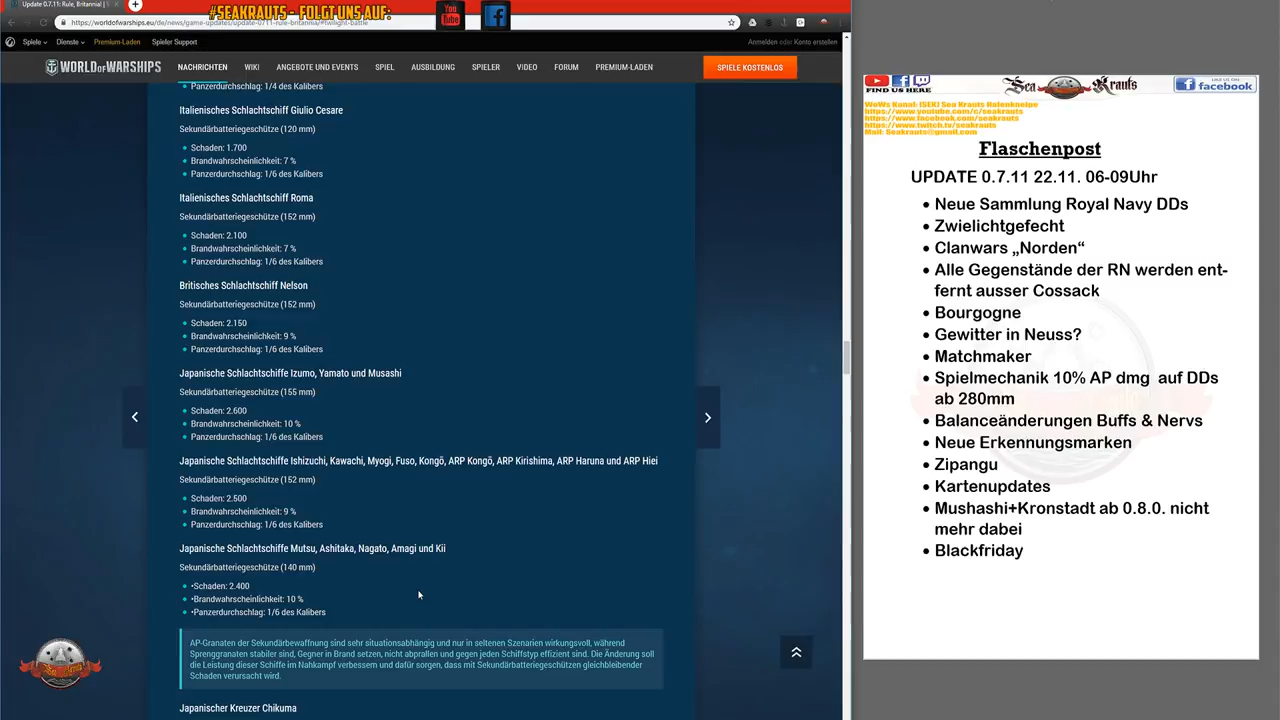 Update 0.7.11: Rule, Britannia! |
#SEAKRAUTS - FOLGT UNS AUF:
You
Tube
https://worldofwarships.eu/de/news/game-updates/update-0711-rule-britannia/#twilight-battle
Spiele
Dienste
Premium-Laden
Spieler Support
Anmelden oder Konto erstellen
WORLD OF WARSHIPS
NACHRICHTEN
WIKI
ANGEBOTE UND EVENTS
SPIEL
AUSBILDUNG
SPIELER
VIDEO
FORUM
PREMIUM-LADEN
SPIELE KOSTENLOS
Panzerdurchschlag: 1/4 des Kalibers
Italienisches Schlachtschiff Giulio Cesare
Sekundärbatteriegeschütze (120 mm)
Schaden: 1.700
Brandwahrscheinlichkeit: 7 %
Panzerdurchschlag: 1/6 des Kalibers
Italienisches Schlachtschiff Roma
Sekundärbatteriegeschütze (152 mm)
Schaden: 2.100
Brandwahrscheinlichkeit: 7 %
Panzerdurchschlag: 1/6 des Kalibers
Britisches Schlachtschiff Nelson
Sekundärbatteriegeschütze (152 mm)
Schaden: 2.150
Brandwahrscheinlichkeit: 9 %
Panzerdurchschlag: 1/6 des Kalibers
Japanische Schlachtschiffe Izumo, Yamato und Musashi
Sekundärbatteriegeschütze (155 mm)
Schaden: 2.600
Brandwahrscheinlichkeit: 10 %
Panzerdurchschlag: 1/6 des Kalibers
Japanische Schlachtschiffe Ishizuchi, Kawachi, Myogi, Fuso, Kongō, ARP Kongō, ARP Kirishima, ARP Haruna und ARP Hiei
Sekundärbatteriegeschütze (152 mm)
Schaden: 2.500
Brandwahrscheinlichkeit: 9 %
Panzerdurchschlag: 1/6 des Kalibers
Japanische Schlachtschiffe Mutsu, Ashitaka, Nagato, Amagi und Kii
Sekundärbatteriegeschütze (140 mm)
•Schaden: 2.400
•Brandwahrscheinlichkeit: 10 %
•Panzerdurchschlag: 1/6 des Kalibers
AP-Granaten der Sekundärbewaffnung sind sehr situationsabhängig und nur in seltenen Szenarien wirkungsvoll, während
Sprenggranaten stabiler sind, Gegner in Brand setzen, nicht abprallen und gegen jeden Schiffstyp effizient sind. Die Änderung soll
die Leistung dieser Schiffe im Nahkampf verbessern und dafür sorgen, dass mit Sekundärbatteriegeschützen gleichbleibender
Schaden verursacht wird.
Japanischer Kreuzer Chikuma
FIND US HERE
Sea Krauts
LIKE US ON
facebook
WoWs Kanal: [SEK] Sea Krauts Hafenkneipe
https://www.youtube.com/c/seakrauts
https://www.facebook.com/seakrauts
https://www.twitch.tv/seakrauts
Mail: Seakrauts@gmail.com
Flaschenpost
UPDATE 0.7.11 22.11. 06-09Uhr
• Neue Sammlung Royal Navy DDs
• Zwielichtgefecht
• Clanwars „Norden“
• Alle Gegenstände der RN werden ent-
fernt ausser Cossack
• Bourgogne
• Gewitter in Neuss?
• Matchmaker
• Spielmechanik 10% AP dmg auf DDs
ab 280mm
• Balanceänderungen Buffs & Nervs
• Neue Erkennungsmarken
• Zipangu
• Kartenupdates
• Mushashi+Kronstadt ab 0.8.0. nicht
mehr dabei
• Blackfriday